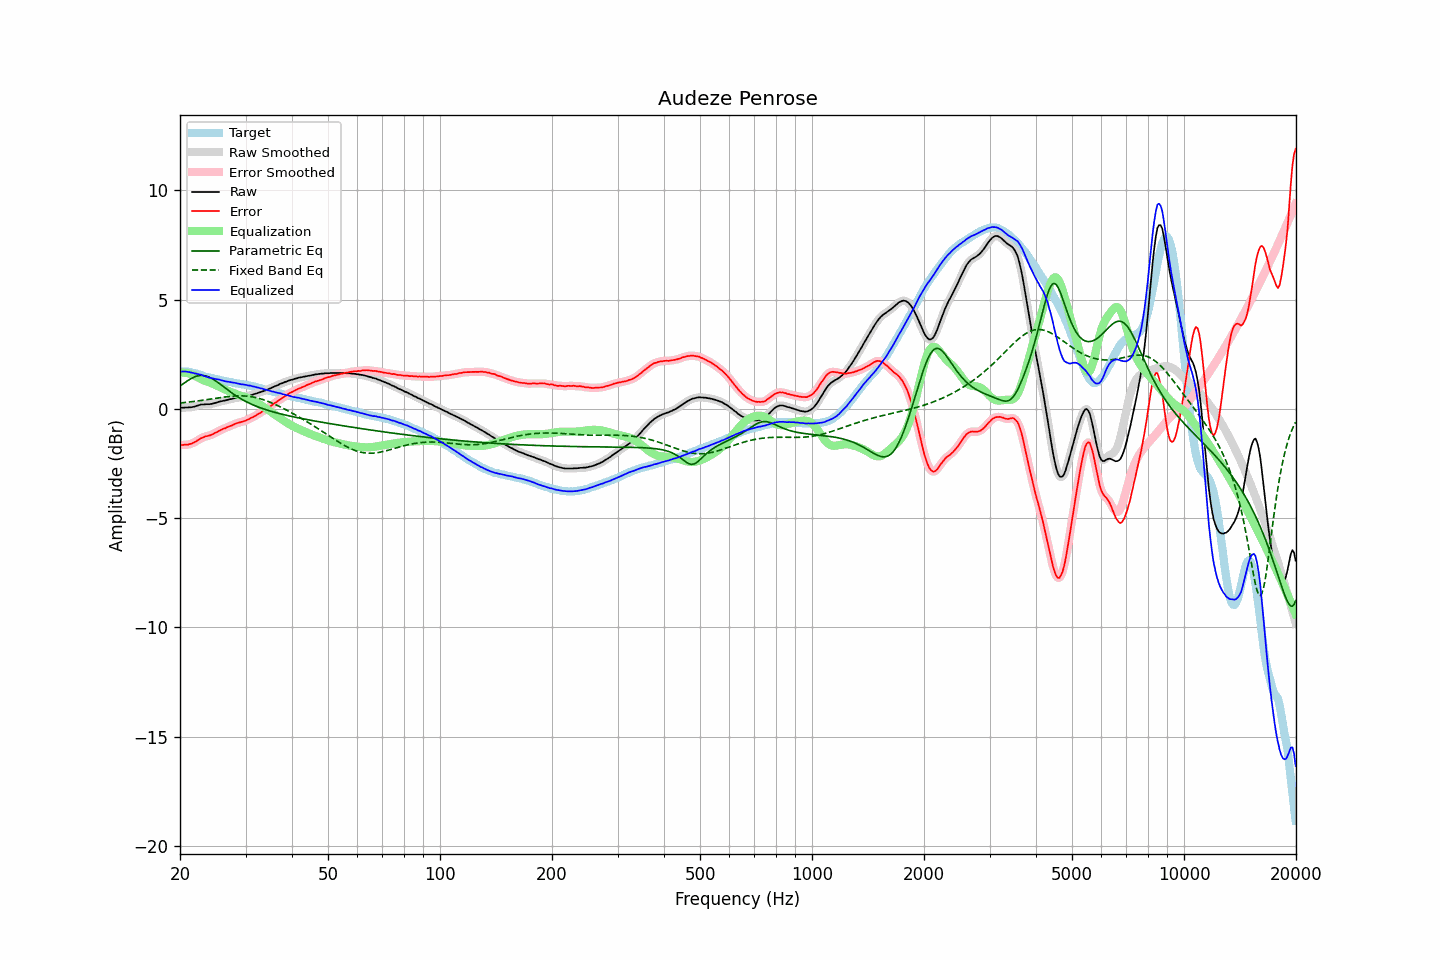 Audeze Penrose
Target
Raw Smoothed
Error Smoothed
Raw
Error
Equalization
Parametric Eq
Fixed Band Eq
Equalized
10
5
0
−5
−10
−15
−20
Amplitude (dBr)
20 50 100 200 500 1000 2000 5000 10000 20000
Frequency (Hz)